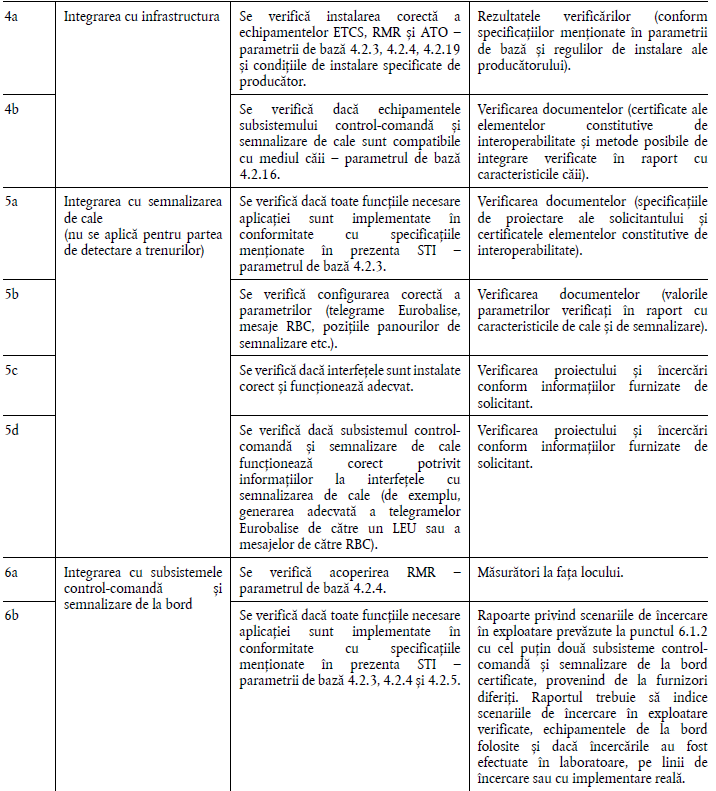 4a
Integrarea cu infrastructura
Se verifică instalarea corectă a
echipamentelor ETCS, RMR și ATO –
parametrii de bază 4.2.3, 4.2.4, 4.2.19
și condițiile de instalare specificate de
producător.
Rezultatele verificărilor (conform
specificațiilor menționate în parametrii
de bază și regulilor de instalare ale
producătorului).
4b
Se verifică dacă echipamentele
subsistemului control-comandă și
semnalizare de cale sunt compatibile
cu mediul căii – parametrul de bază
4.2.16.
Verificarea documentelor (certificate ale
elementelor constitutive de
interoperabilitate și metode posibile de
integrare verificate în raport cu
caracteristicile căii).
5a
Integrarea cu semnalizarea
de cale
(nu se aplică pentru partea
de detectare a trenurilor)
Se verifică dacă toate funcțiile necesare
aplicației sunt implementate în
conformitate cu specificațiile
menționate în prezenta STI –
parametrul de bază 4.2.3.
Verificarea documentelor (specificațiile
de proiectare ale solicitantului și
certificatele elementelor constitutive de
interoperabilitate).
5b
Se verifică configurarea corectă a
parametrilor (telegrame Eurobalise,
mesaje RBC, pozițiile panourilor de
semnalizare etc.).
Verificarea documentelor (valorile
parametrilor verificați în raport cu
caracteristicile de cale și de semnalizare).
5c
Se verifică dacă interfețele sunt instalate
corect și funcționează adecvat.
Verificarea proiectului și încercări
conform informațiilor furnizate de
solicitant.
5d
Se verifică dacă subsistemul control-
comandă și semnalizare de cale
funcționează corect potrivit
informațiilor la interfețele cu
semnalizarea de cale (de exemplu,
generarea adecvată a telegramelor
Eurobalise de către un LEU sau a
mesajelor de către RBC).
Verificarea proiectului și încercări
conform informațiilor furnizate de
solicitant.
6a
Integrarea cu subsistemele
control-comandă și
semnalizare de la bord
Se verifică acoperirea RMR –
parametrul de bază 4.2.4.
Măsurători la fața locului.
6b
Se verifică dacă toate funcțiile necesare
aplicației sunt implementate în
conformitate cu specificațiile
menționate în prezenta STI –
parametrii de bază 4.2.3, 4.2.4 și 4.2.5.
Rapoarte privind scenariile de încercare
în exploatare prevăzute la punctul 6.1.2
cu cel puțin două subsisteme control-
comandă și semnalizare de la bord
certificate, provenind de la furnizori
diferiți. Raportul trebuie să indice
scenariile de încercare în exploatare
verificate, echipamentele de la bord
folosite și dacă încercările au fost
efectuate în laboratoare, pe linii de
încercare sau cu implementare reală.